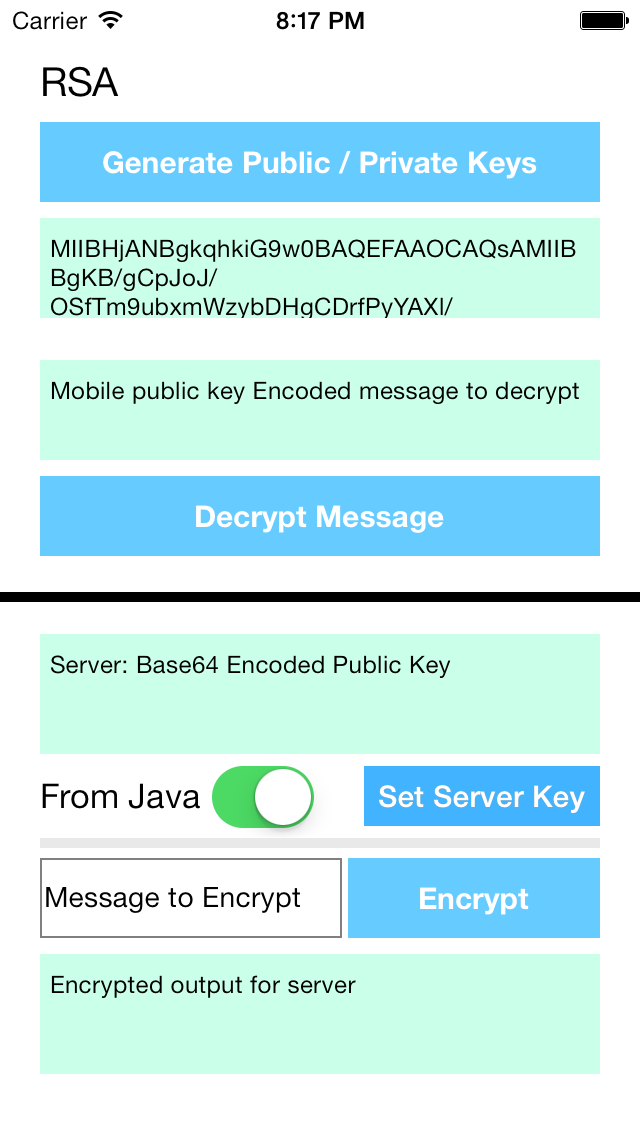 Carrier 8:17 PM
RSA
Generate Public / Private Keys
MIIBHjANBgkqhkiG9w0BAQEFAAOCAQsAMIIB
BgKB/gCpJoJ/
OSfTm9ubxmWzybDHgCDrfPyYAXI/
Mobile public key Encoded message to decrypt
Decrypt Message
Server: Base64 Encoded Public Key
From Java Set Server Key
Message to Encrypt Encrypt
Encrypted output for server